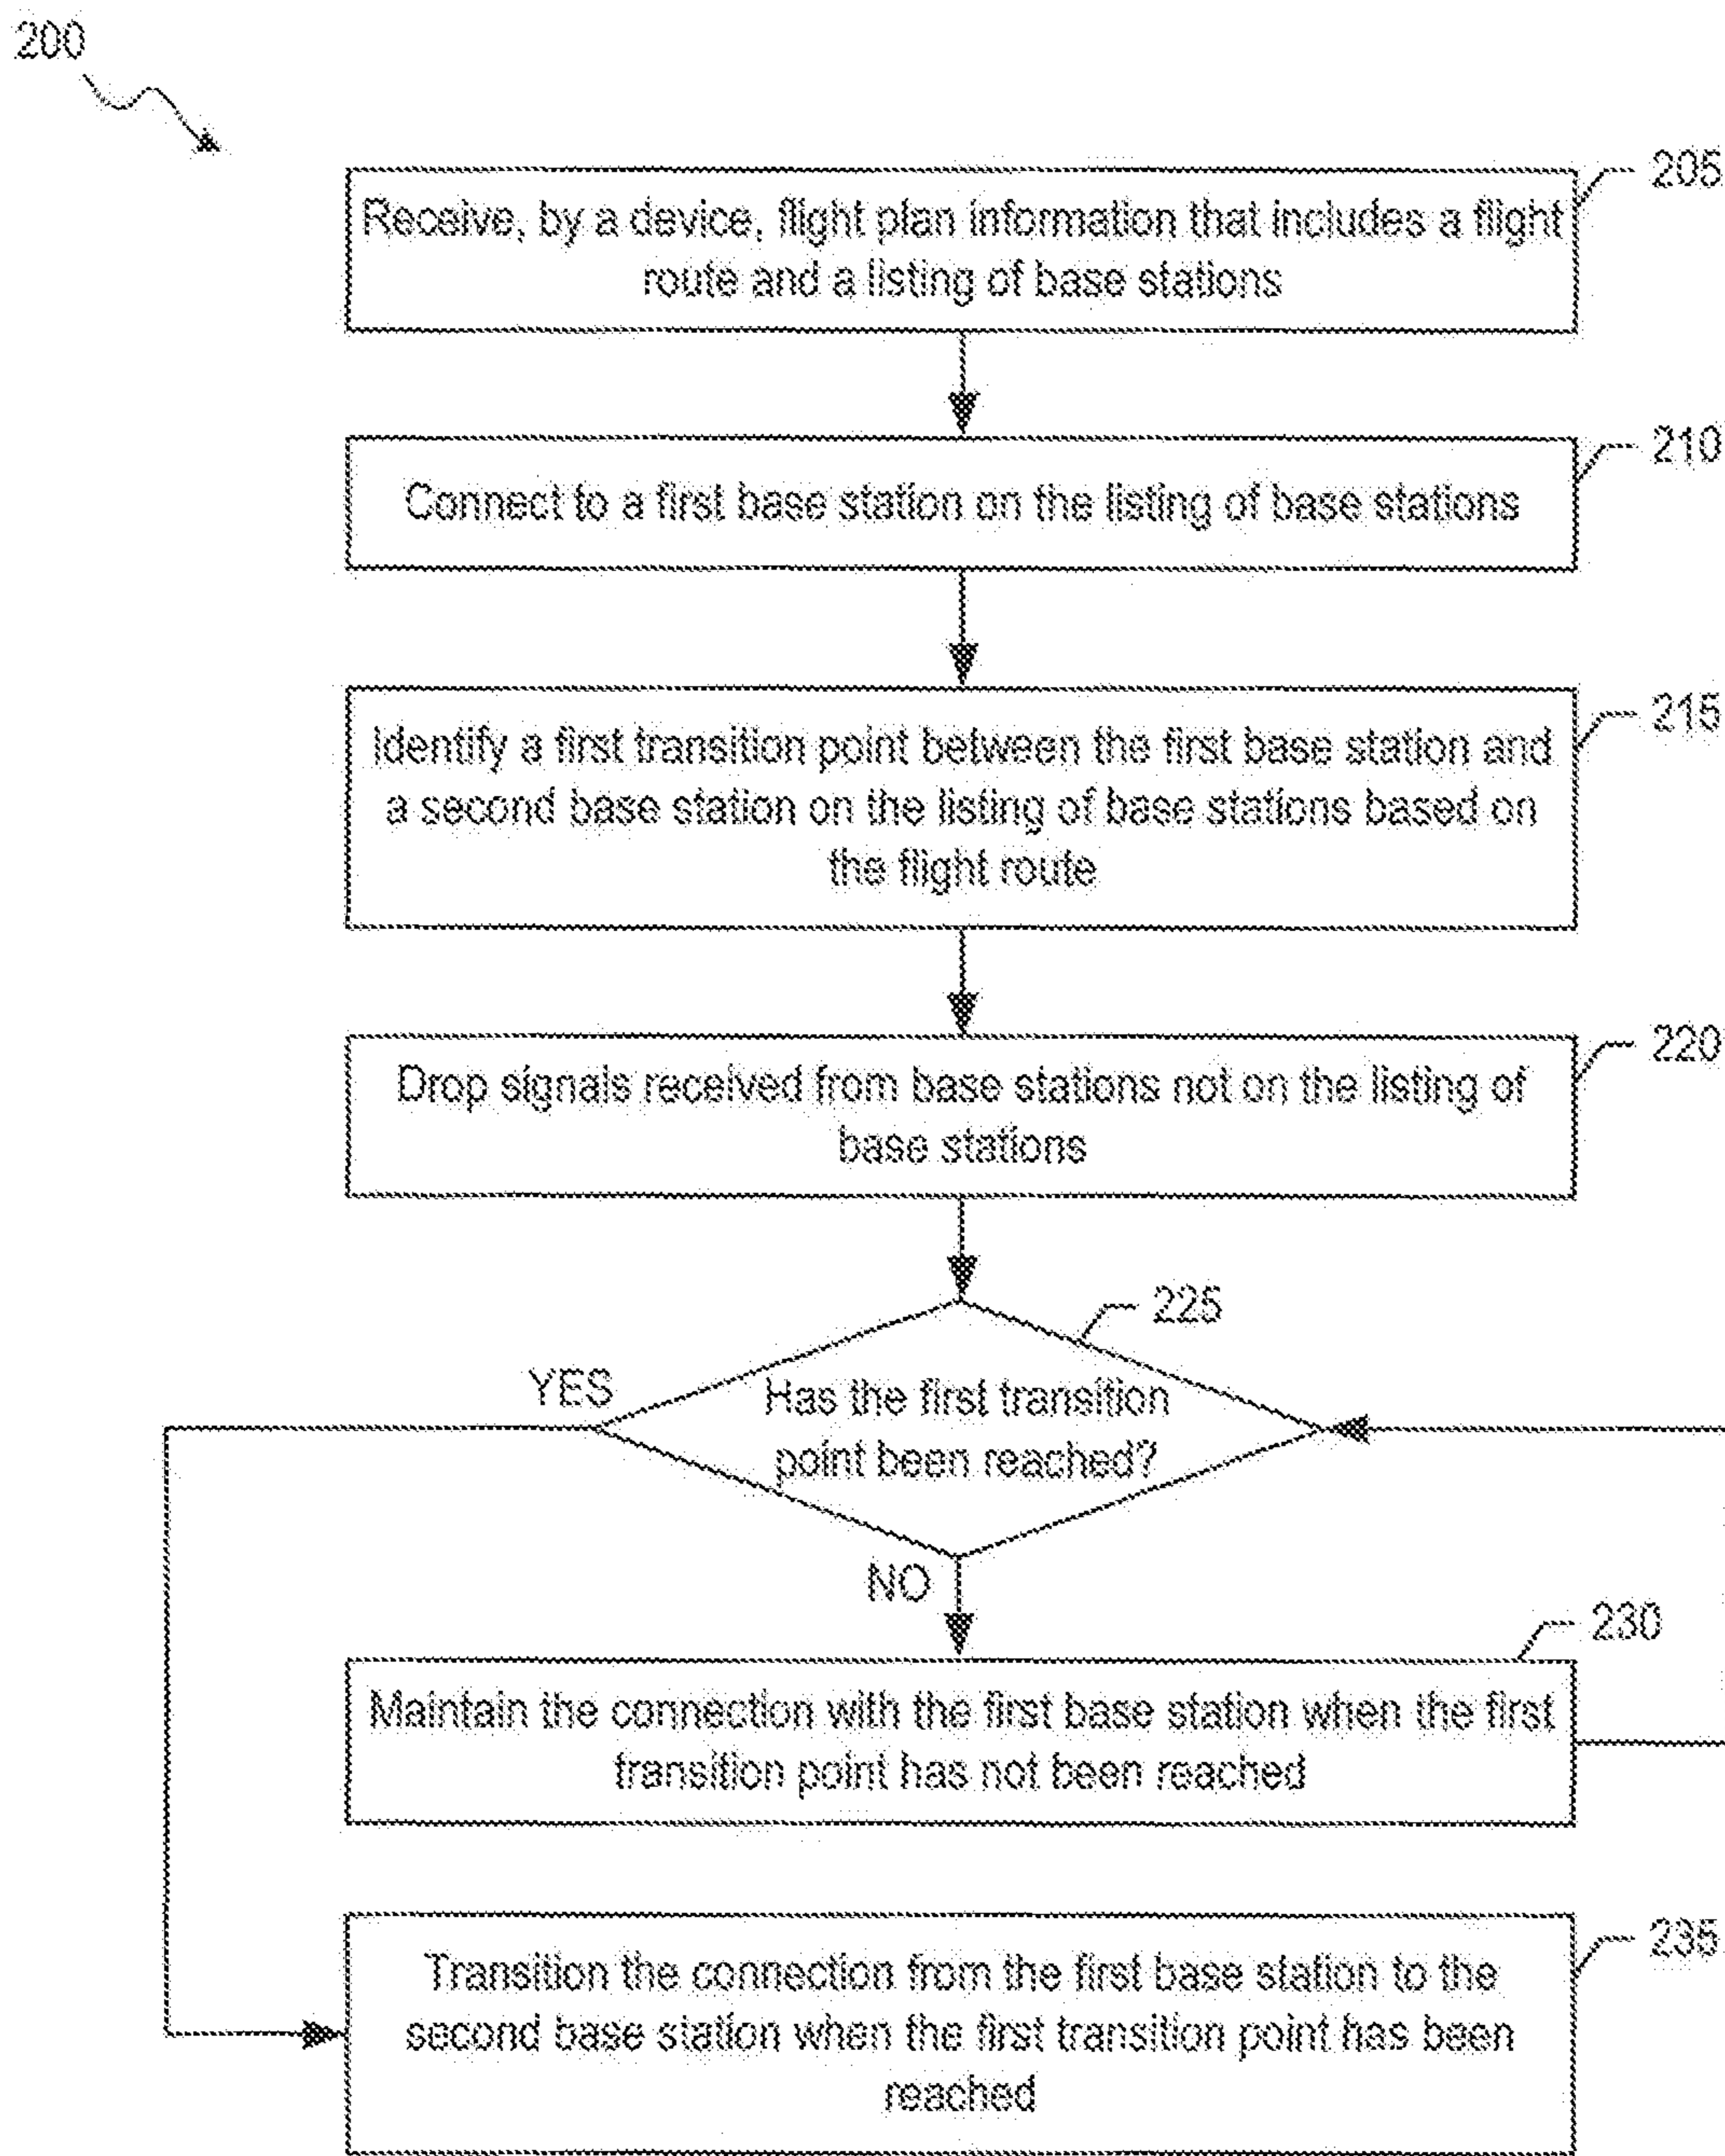 200
205
Receive, by a device, flight plan information that includes a flight
route and a listing of base stations
210
Connect to a first base station on the listing of base stations
215
Identify a first transition point between the first base station and
a second base station on the listing of base stations based on
the flight route
220
Drop signals received from base stations not on the listing of
base stations
225
YES
Has the first transition
point been reached?
NO
230
Maintain the connection with the first base station when the first
transition point has not been reached
235
Transition the connection from the first base station to the
second base station when the first transition point has been
reached